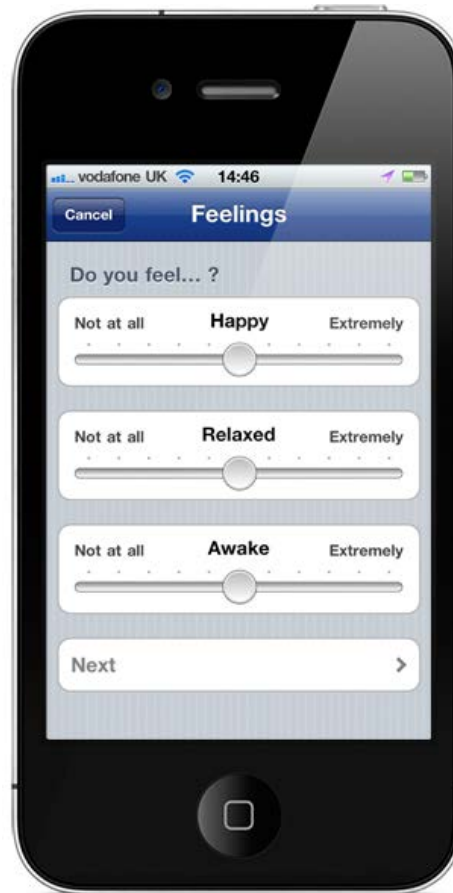 vodafone UK 14:46
Cancel Feelings
Do you feel... ?
Not at all Happy Extremely
Not at all Relaxed Extremely
Not at all Awake Extremely
Next